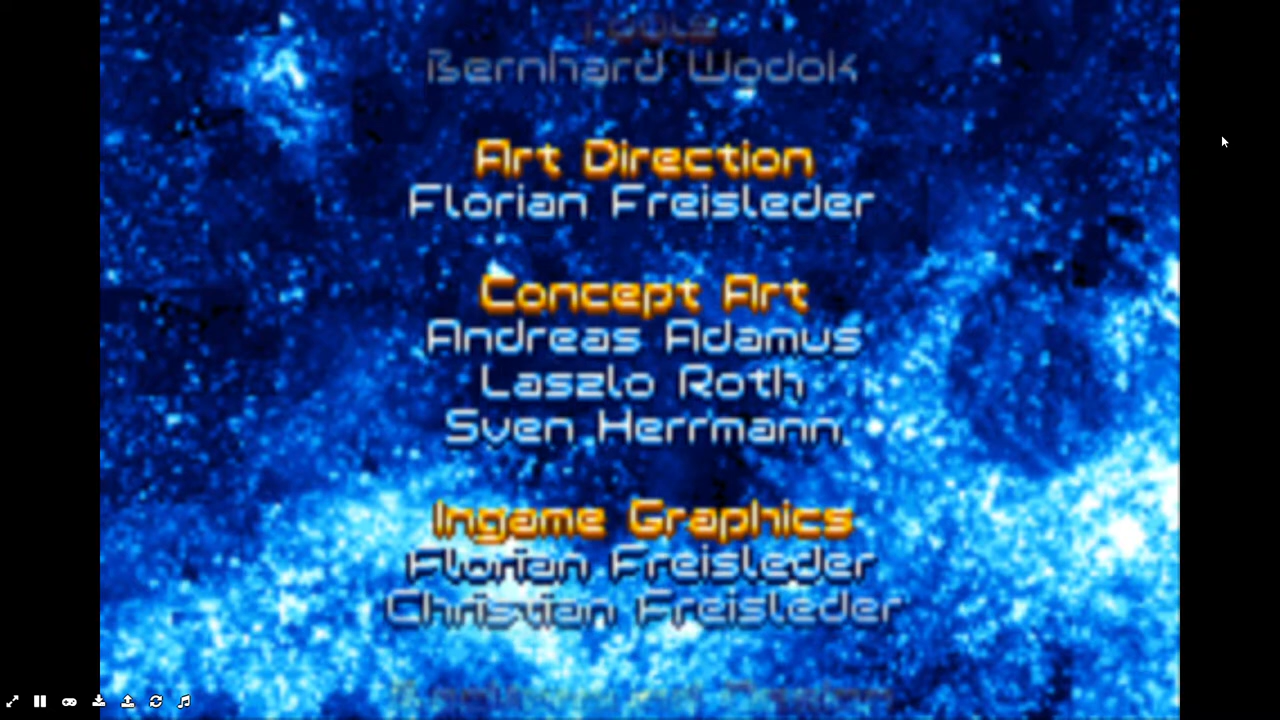 Tools
Bernhard Wodok
Art Direction
Florian Freisleder
Concept Art
Andreas Adamus
Laszlo Roth
Sven Herrmann
Ingame Graphics
Florian Freisleder
Christian Freisleder